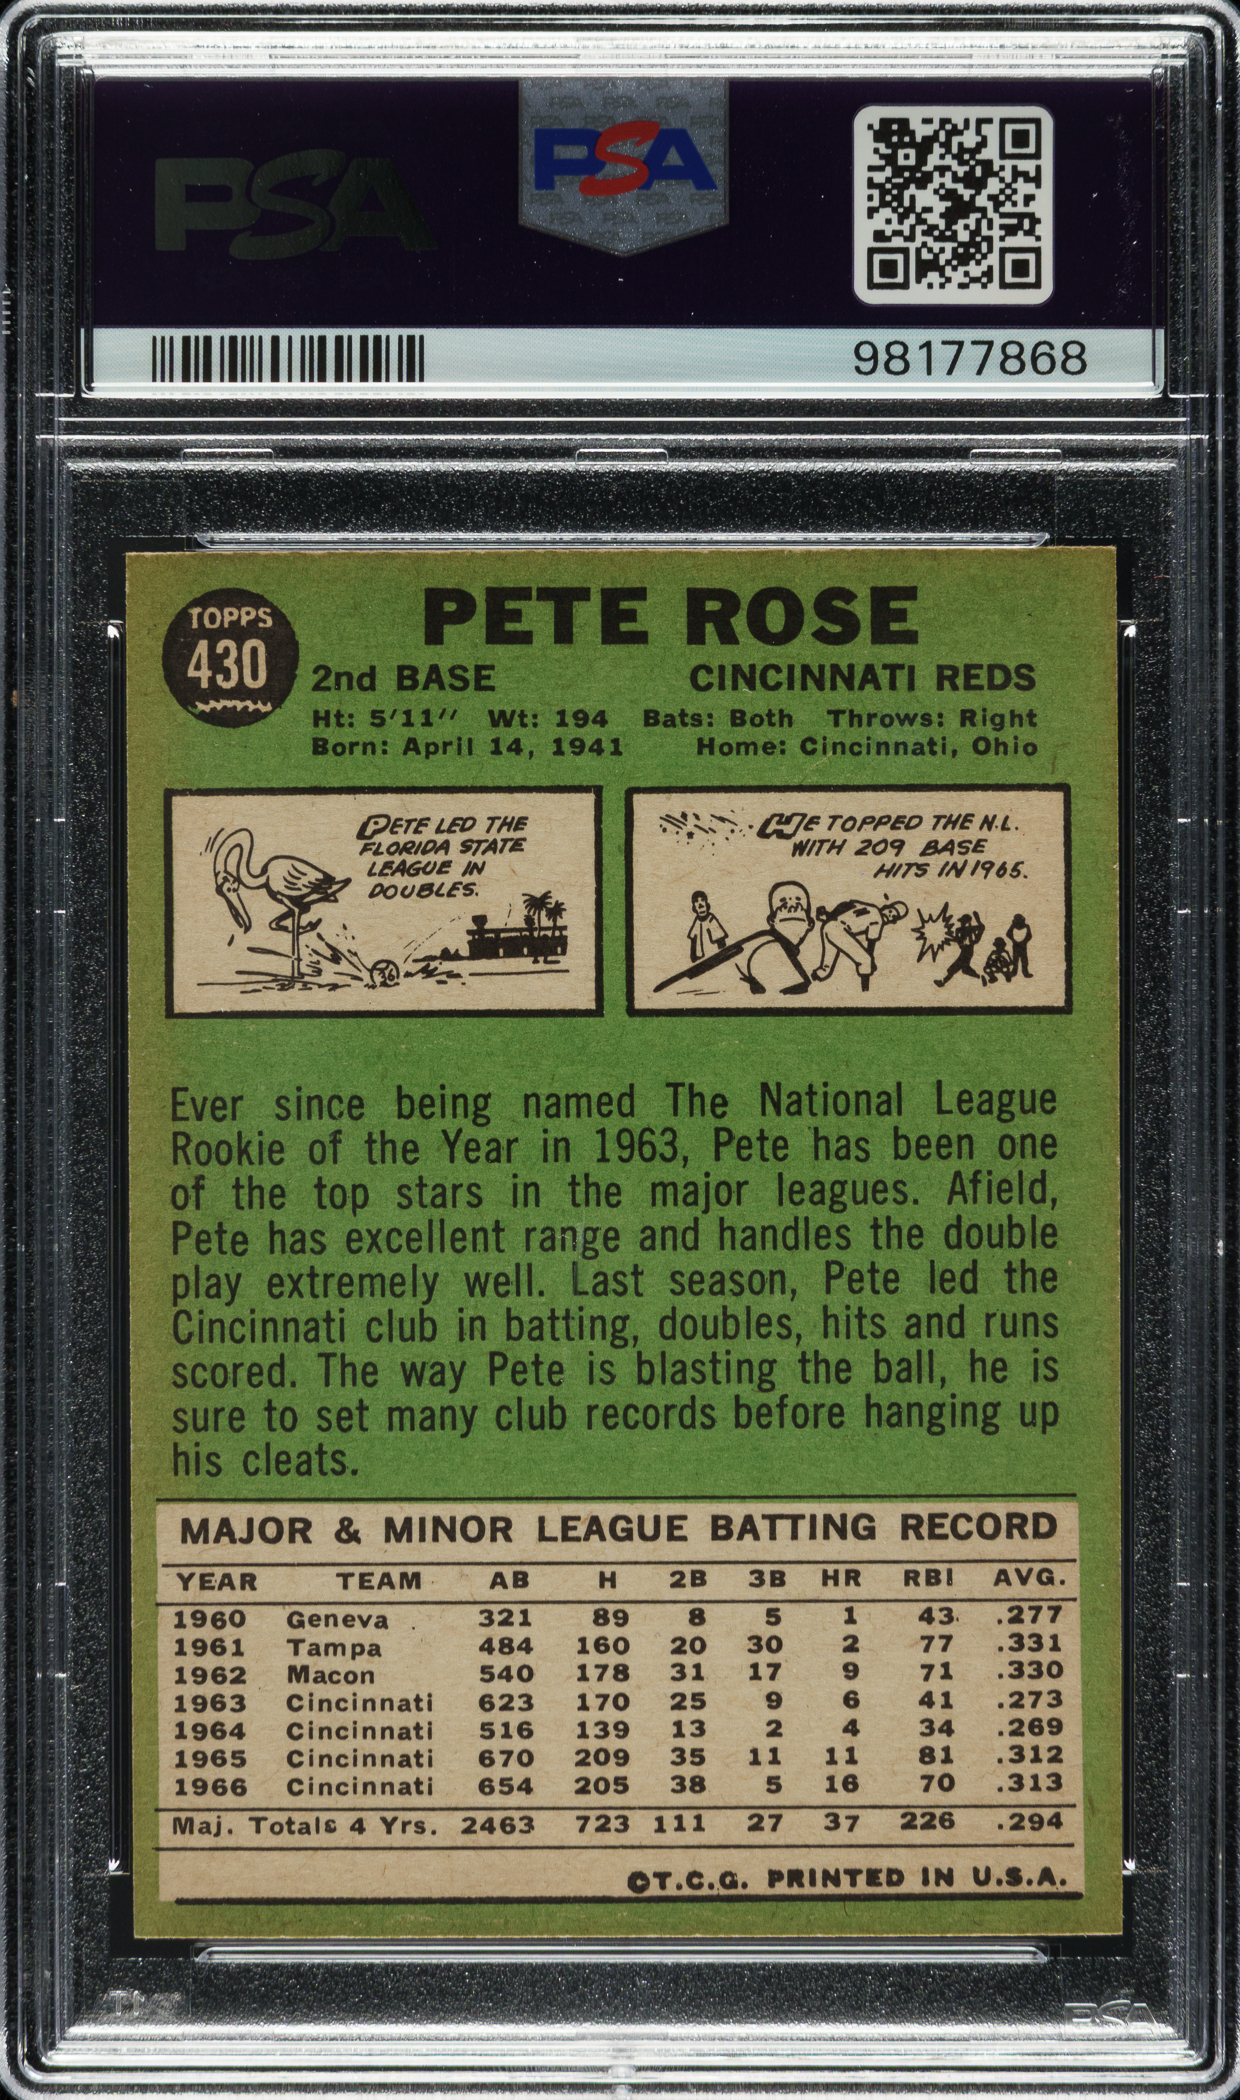 PSA
PSA
98177868
TOPPS
430
PETE ROSE
2nd BASE CINCINNATI REDS
Ht: 5'11" Wt: 194 Bats: Both Throws: Right
Born: April 14, 1941 Home: Cincinnati, Ohio
PETE LED THE
FLORIDA STATE
LEAGUE IN
DOUBLES.
36
HE TOPPED THE N.L.
WITH 209 BASE
HITS IN 1965.
Ever since being named The National League
Rookie of the Year in 1963, Pete has been one
of the top stars in the major leagues. Afield,
Pete has excellent range and handles the double
play extremely well. Last season, Pete led the
Cincinnati club in batting, doubles, hits and runs
scored. The way Pete is blasting the ball, he is
sure to set many club records before hanging up
his cleats.
MAJOR & MINOR LEAGUE BATTING RECORD
YEAR TEAM AB H 2B 3B HR RBI AVG.
1960 Geneva 321 89 8 5 1 43 .277
1961 Tampa 484 160 20 30 2 77 .331
1962 Macon 540 178 31 17 9 71 .330
1963 Cincinnati 623 170 25 9 6 41 .273
1964 Cincinnati 516 139 13 2 4 34 .269
1965 Cincinnati 670 209 35 11 11 81 .312
1966 Cincinnati 654 205 38 5 16 70 .313
Maj. Totals 4 Yrs. 2463 723 111 27 37 226 .294
©T.C.G. PRINTED IN U.S.A.
PSA